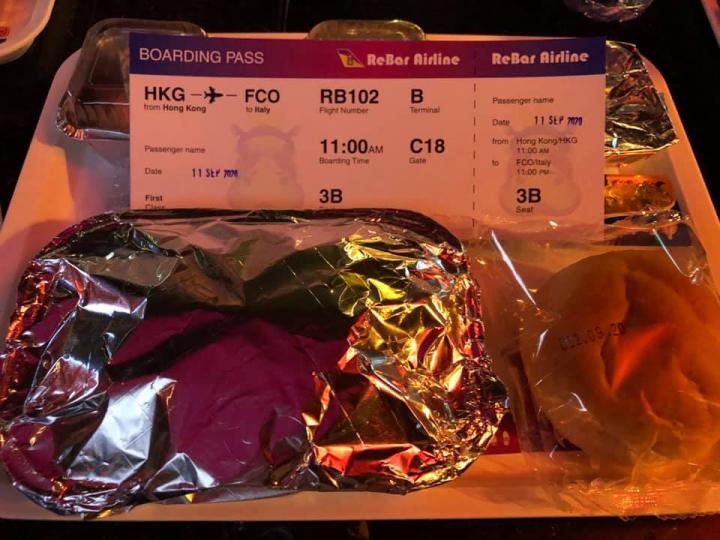 BOARDING PASS
ReBar Airline
ReBar Airline
HKG FCO
from Hong Kong to Italy
RB102
Flight Number
B
Terminal
Passenger name
11:00AM
Boarding Time
C18
Gate
Date 11 SEP 2020
First
Class
3B
Passenger name
Date 11 SEP 2020
from Hong Kong/HKG
11:00 AM
to FCO/Italy
11:00 PM
3B
Seat